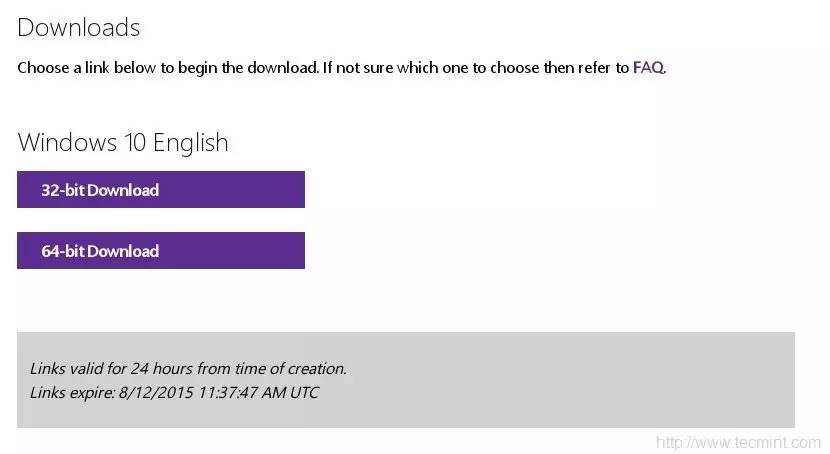 Downloads
Choose a link below to begin the download. If not sure which one to choose then refer to FAQ.
Windows 10 English
32-bit Download
64-bit Download
Links valid for 24 hours from time of creation.
Links expire: 8/12/2015 11:37:47 AM UTC
http://www.tecmint.com